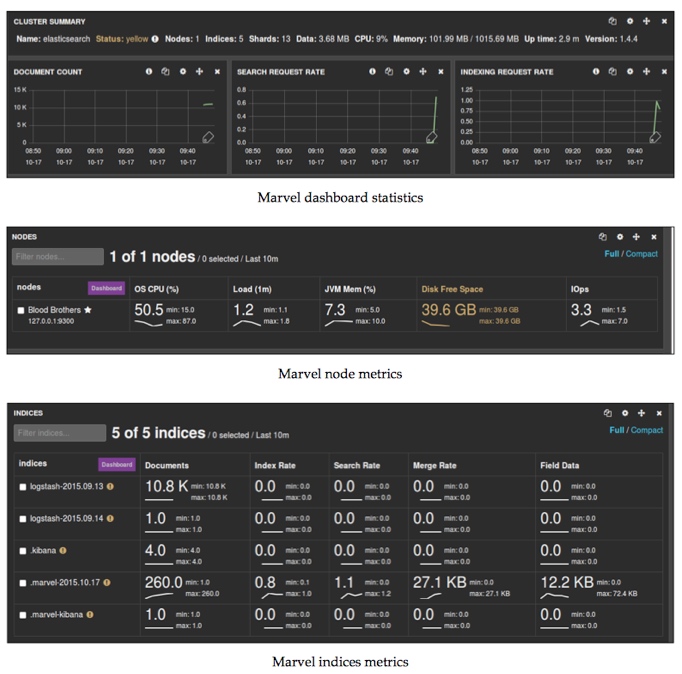 CLUSTER SUMMARY
Name: elasticsearch Status: yellow Nodes: 1 Indices: 5 Shards: 13 Data: 3.68 MB CPU: 9% Memory: 101.99 MB / 1015.69 MB Up time: 2.9 m Version: 1.4.4
DOCUMENT COUNT
15 K
10 K
5 K
0
08:50 09:00 09:10 09:20 09:30 09:40
10-17 10-17 10-17 10-17 10-17 10-17
SEARCH REQUEST RATE
0.8
0.6
0.4
0.2
0.0
08:50 09:00 09:10 09:20 09:30 09:40
10-17 10-17 10-17 10-17 10-17 10-17
INDEXING REQUEST RATE
1.25
1.00
0.75
0.50
0.25
0.00
08:50 09:00 09:10 09:20 09:30 09:40
10-17 10-17 10-17 10-17 10-17 10-17
Marvel dashboard statistics
NODES
Filter nodes... 1 of 1 nodes / 0 selected / Last 10m Full / Compact
nodes Dashboard OS CPU (%) Load (1m) JVM Mem (%) Disk Free Space IOps
Blood Brothers 50.5 min: 15.0 1.2 min: 1.1 7.3 min: 5.0 39.6 GB min: 39.6 GB 3.3 min: 1.5
127.0.0.1:9300 max: 87.0 max: 1.8 max: 10.0 max: 39.6 GB max: 7.0
Marvel node metrics
INDICES
Filter indices... 5 of 5 indices / 0 selected / Last 10m Full / Compact
indices Dashboard Documents Index Rate Search Rate Merge Rate Field Data
logstash-2015.09.13 10.8 K min: 10.8 K 0.0 min: 0.0 0.0 min: 0.0 0.0 min: 0.0 0.0 min: 0.0
max: 10.8 K max: 0.0 max: 0.0 max: 0.0 max: 0.0
logstash-2015.09.14 1.0 min: 1.0 0.0 min: 0.0 0.0 min: 0.0 0.0 min: 0.0 0.0 min: 0.0
max: 1.0 max: 0.0 max: 0.0 max: 0.0 max: 0.0
.kibana 4.0 min: 4.0 0.0 min: 0.0 0.0 min: 0.0 0.0 min: 0.0 0.0 min: 0.0
max: 4.0 max: 0.0 max: 0.0 max: 0.0 max: 0.0
.marvel-2015.10.17 260.0 min: 1.0 0.8 min: 0.1 1.1 min: 0.0 27.1 KB min: 0.0 12.2 KB min: 0.0
max: 260.0 max: 1.0 max: 1.2 max: 27.1 KB max: 72.4 KB
.marvel-kibana 1.0 min: 1.0 0.0 min: 0.0 0.0 min: 0.0 0.0 min: 0.0 0.0 min: 0.0
max: 1.0 max: 0.0 max: 0.0 max: 0.0 max: 0.0
Marvel indices metrics